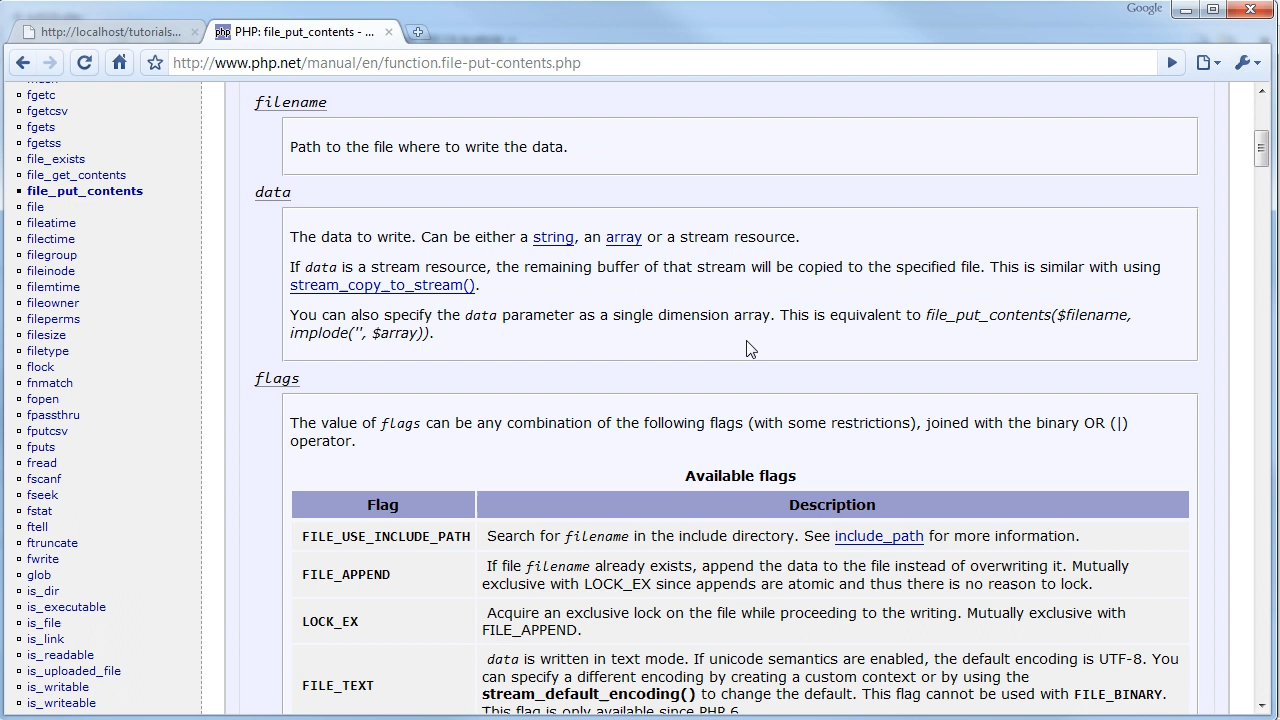 Google
http://localhost/tutorials...
php PHP: file_put_contents - ...
http://www.php.net/manual/en/function.file-put-contents.php
fgetc
fgetcsv
fgets
fgetss
file_exists
file_get_contents
file_put_contents
file
fileatime
filectime
filegroup
fileinode
filemtime
fileowner
fileperms
filesize
filetype
flock
fnmatch
fopen
fpassthru
fputcsv
fputs
fread
fscanf
fseek
fstat
ftell
ftruncate
fwrite
glob
is_dir
is_executable
is_file
is_link
is_readable
is_uploaded_file
is_writable
is_writeable
filename
Path to the file where to write the data.
data
The data to write. Can be either a string, an array or a stream resource.
If data is a stream resource, the remaining buffer of that stream will be copied to the specified file. This is similar with using
stream_copy_to_stream().
You can also specify the data parameter as a single dimension array. This is equivalent to file_put_contents($filename,
implode('', $array)).
flags
The value of flags can be any combination of the following flags (with some restrictions), joined with the binary OR (|)
operator.
Available flags
Flag Description
FILE_USE_INCLUDE_PATH Search for filename in the include directory. See include_path for more information.
FILE_APPEND If file filename already exists, append the data to the file instead of overwriting it. Mutually
exclusive with LOCK_EX since appends are atomic and thus there is no reason to lock.
LOCK_EX Acquire an exclusive lock on the file while proceeding to the writing. Mutually exclusive with
FILE_APPEND.
FILE_TEXT data is written in text mode. If unicode semantics are enabled, the default encoding is UTF-8. You
can specify a different encoding by creating a custom context or by using the
stream_default_encoding() to change the default. This flag cannot be used with FILE_BINARY.
This flag is only available since PHP 6.